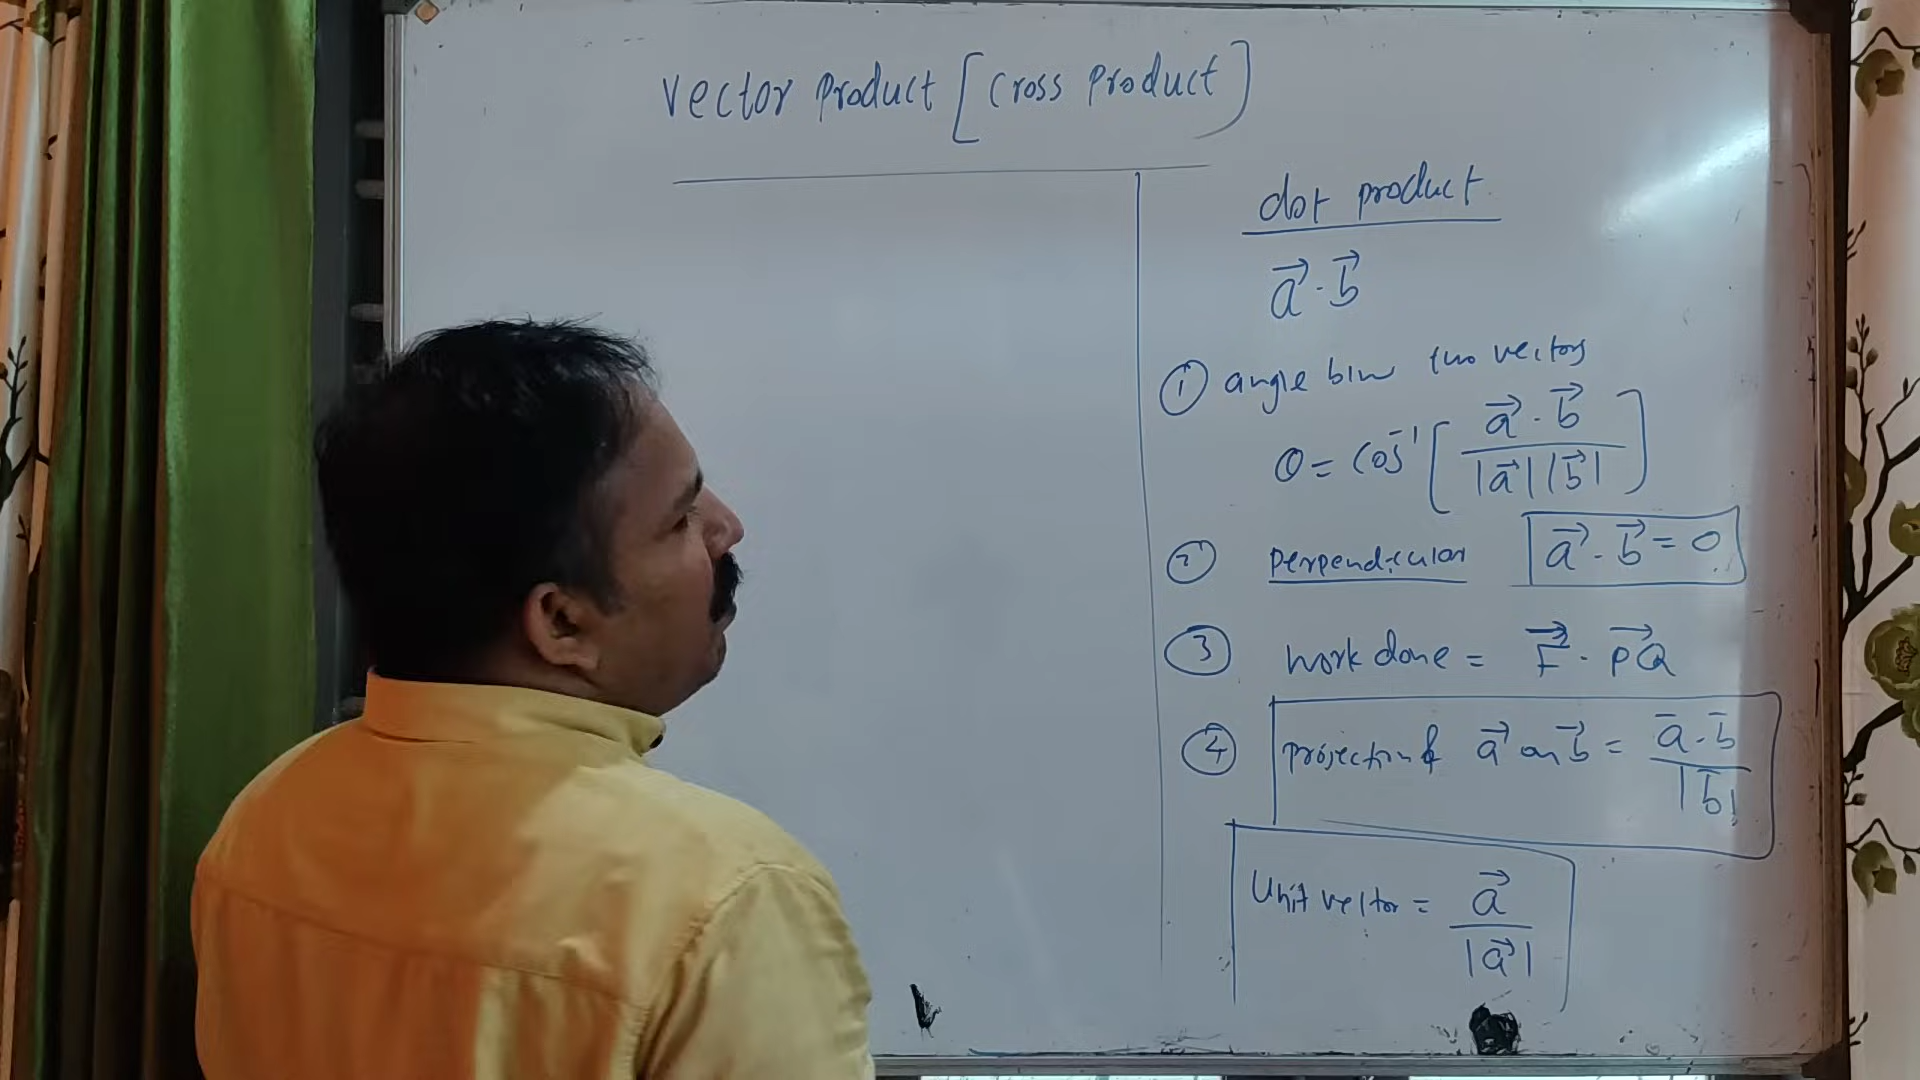 Vector Product [Cross Product]
dot product
a⃗ · b⃗
① angle b/w two vectors
θ = cos⁻¹ [ a⃗ · b⃗ / |a⃗| |b⃗| ]
② perpendicular a⃗ · b⃗ = 0
③ work done = F⃗ · PQ⃗
④ projection of a⃗ on b⃗ = a̅ · b̅ / |b̅|
Unit vector = a⃗ / |a⃗|